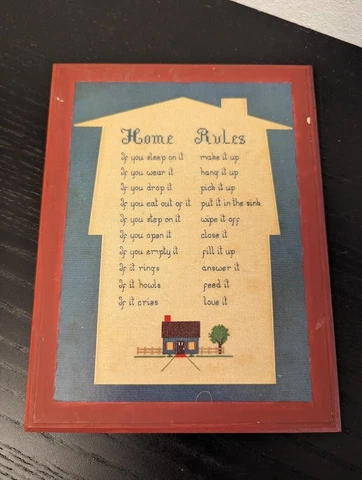 Home Rules
If you sleep on it make it up
If you wear it hang it up
If you drop it pick it up
If you eat out of it put it in the sink
If you step on it wipe it off
If you open it close it
If you empty it fill it up
If it rings answer it
If it howls feed it
If it cries love it